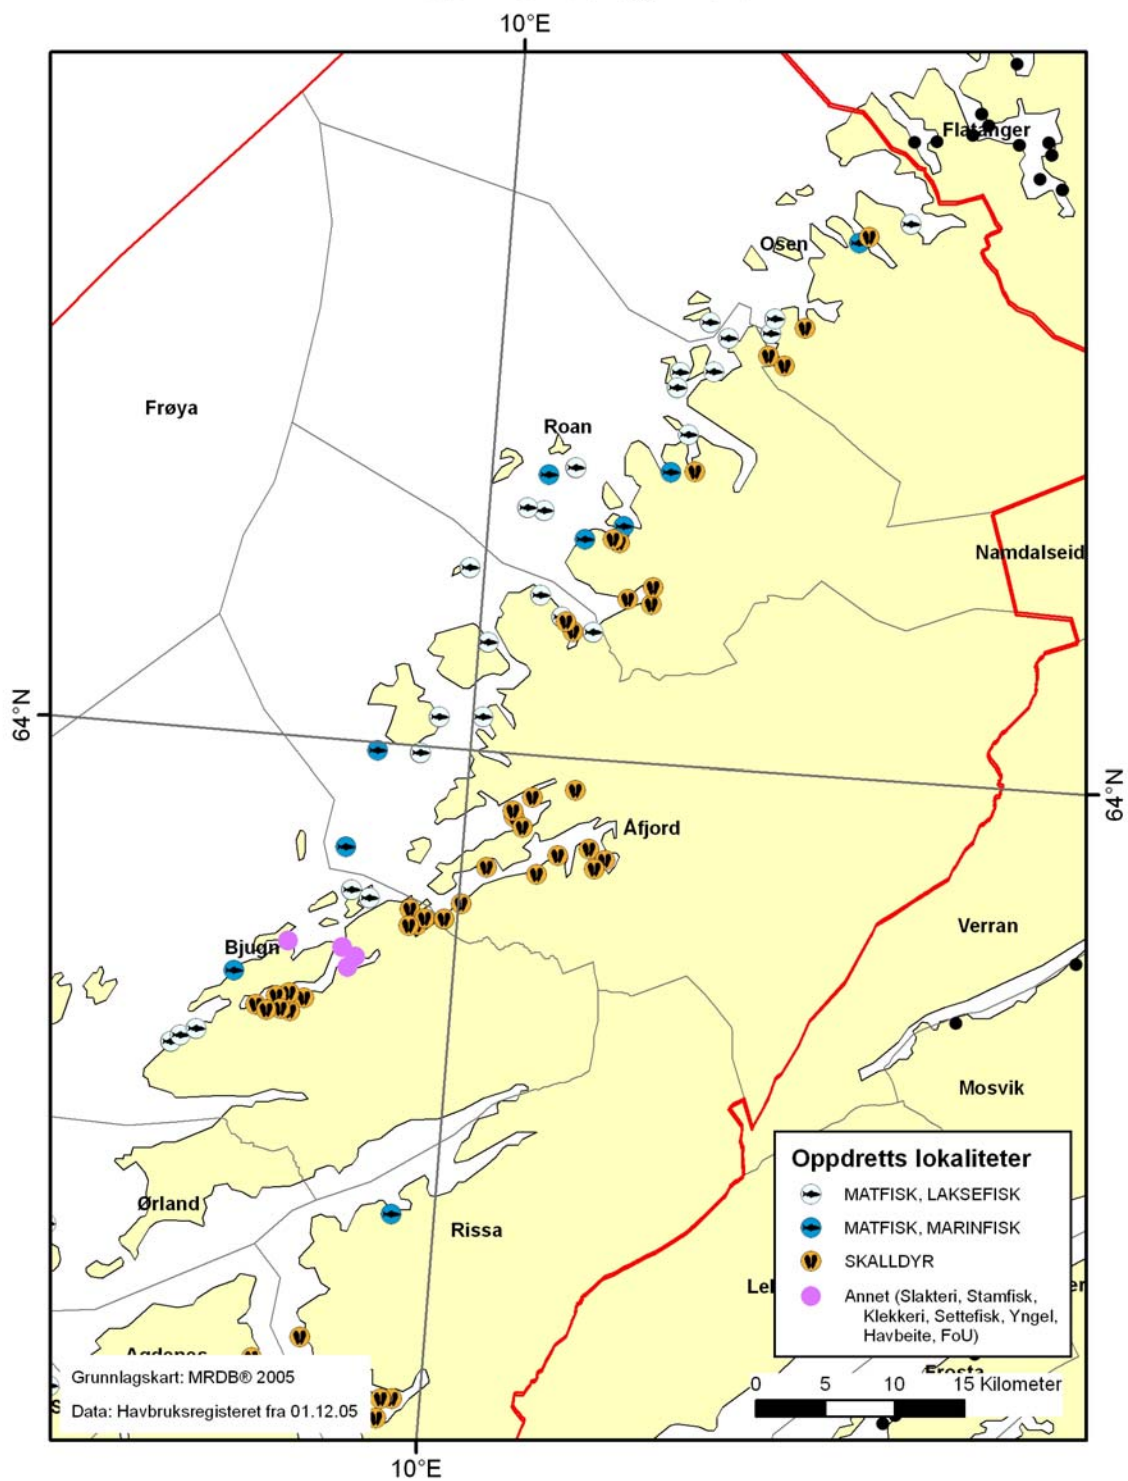 10°E
Flatanger
Osen
Frøya
Roan
Namdalseid
64°N
64°N
Åfjord
Verran
Bjugn
Mosvik
Oppdretts lokaliteter
MATFISK, LAKSEFISK
MATFISK, MARINFISK
SKALLDYR
Annet (Slakteri, Stamfisk,
Klekkeri, Settefisk, Yngel,
Havbeite, FoU)
Ørland
Rissa
Agdenes
Frosta
Grunnlagskart: MRDB® 2005
Data: Havbruksregisteret fra 01.12.05
0 5 10 15 Kilometer
10°E